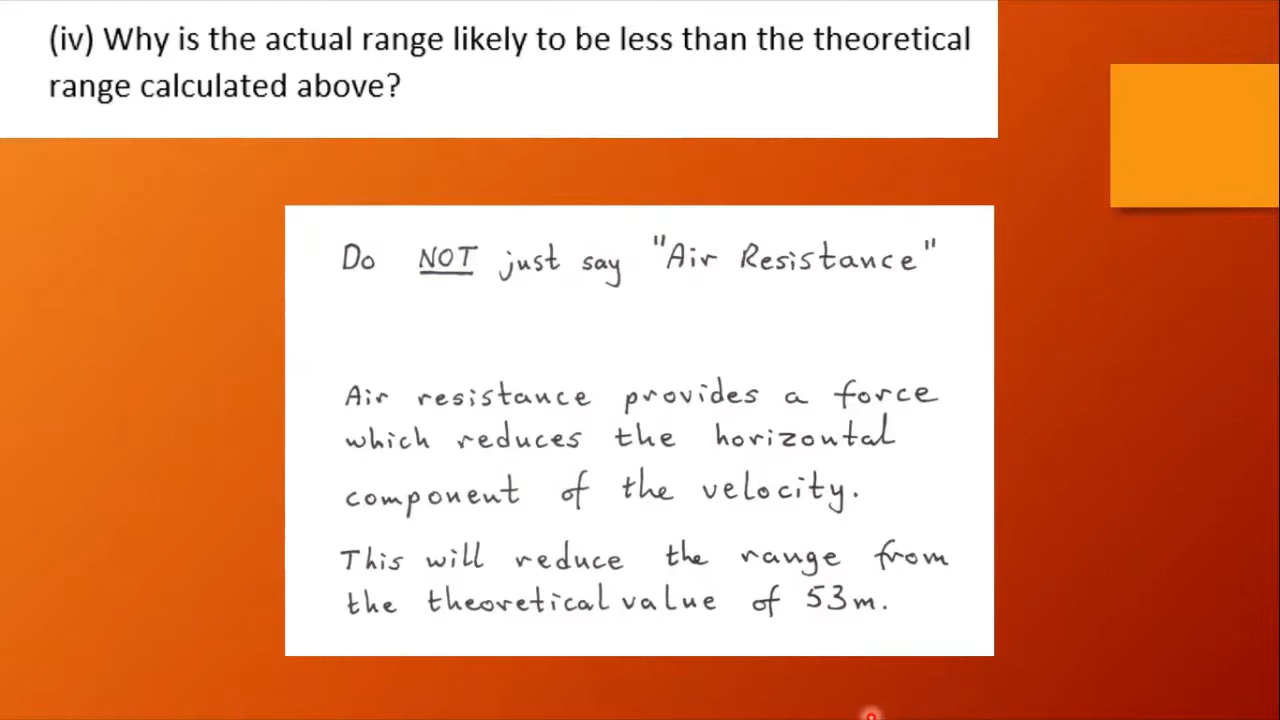 (iv) Why is the actual range likely to be less than the theoretical
range calculated above?
Do NOT just say "Air Resistance"
Air resistance provides a force
which reduces the horizontal
component of the velocity.
This will reduce the range from
the theoretical value of 53m.